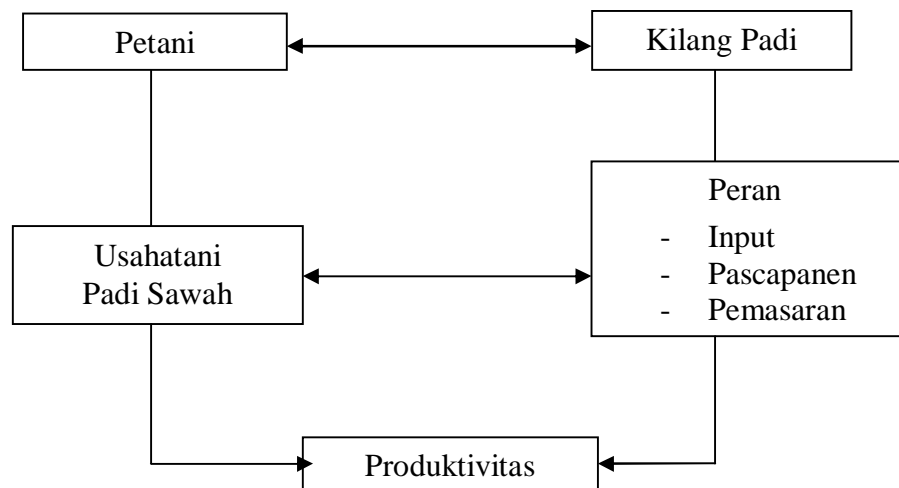 Petani
Kilang Padi
Peran
- Input
- Pascapanen
- Pemasaran
Usahatani
Padi Sawah
Produktivitas